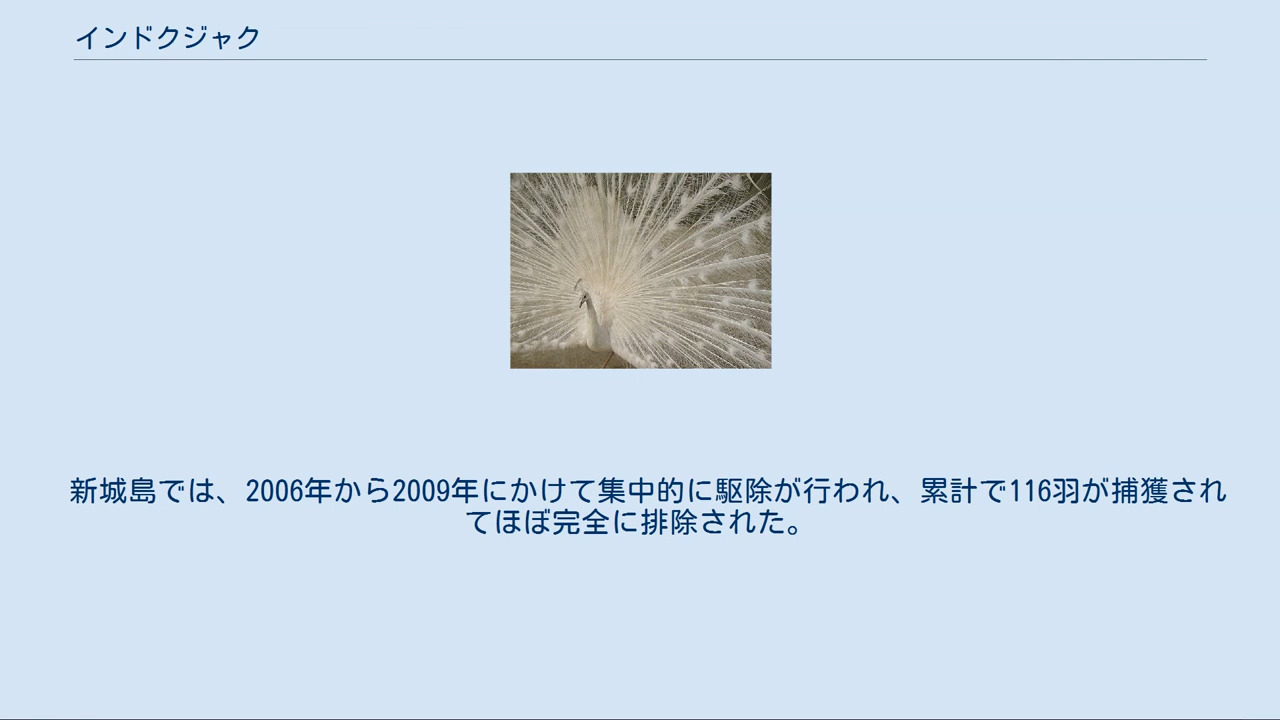 インドクジャク
新城島では、2006年から2009年にかけて集中的に駆除が行われ、累計で116羽が捕獲され
てほぼ完全に排除された。